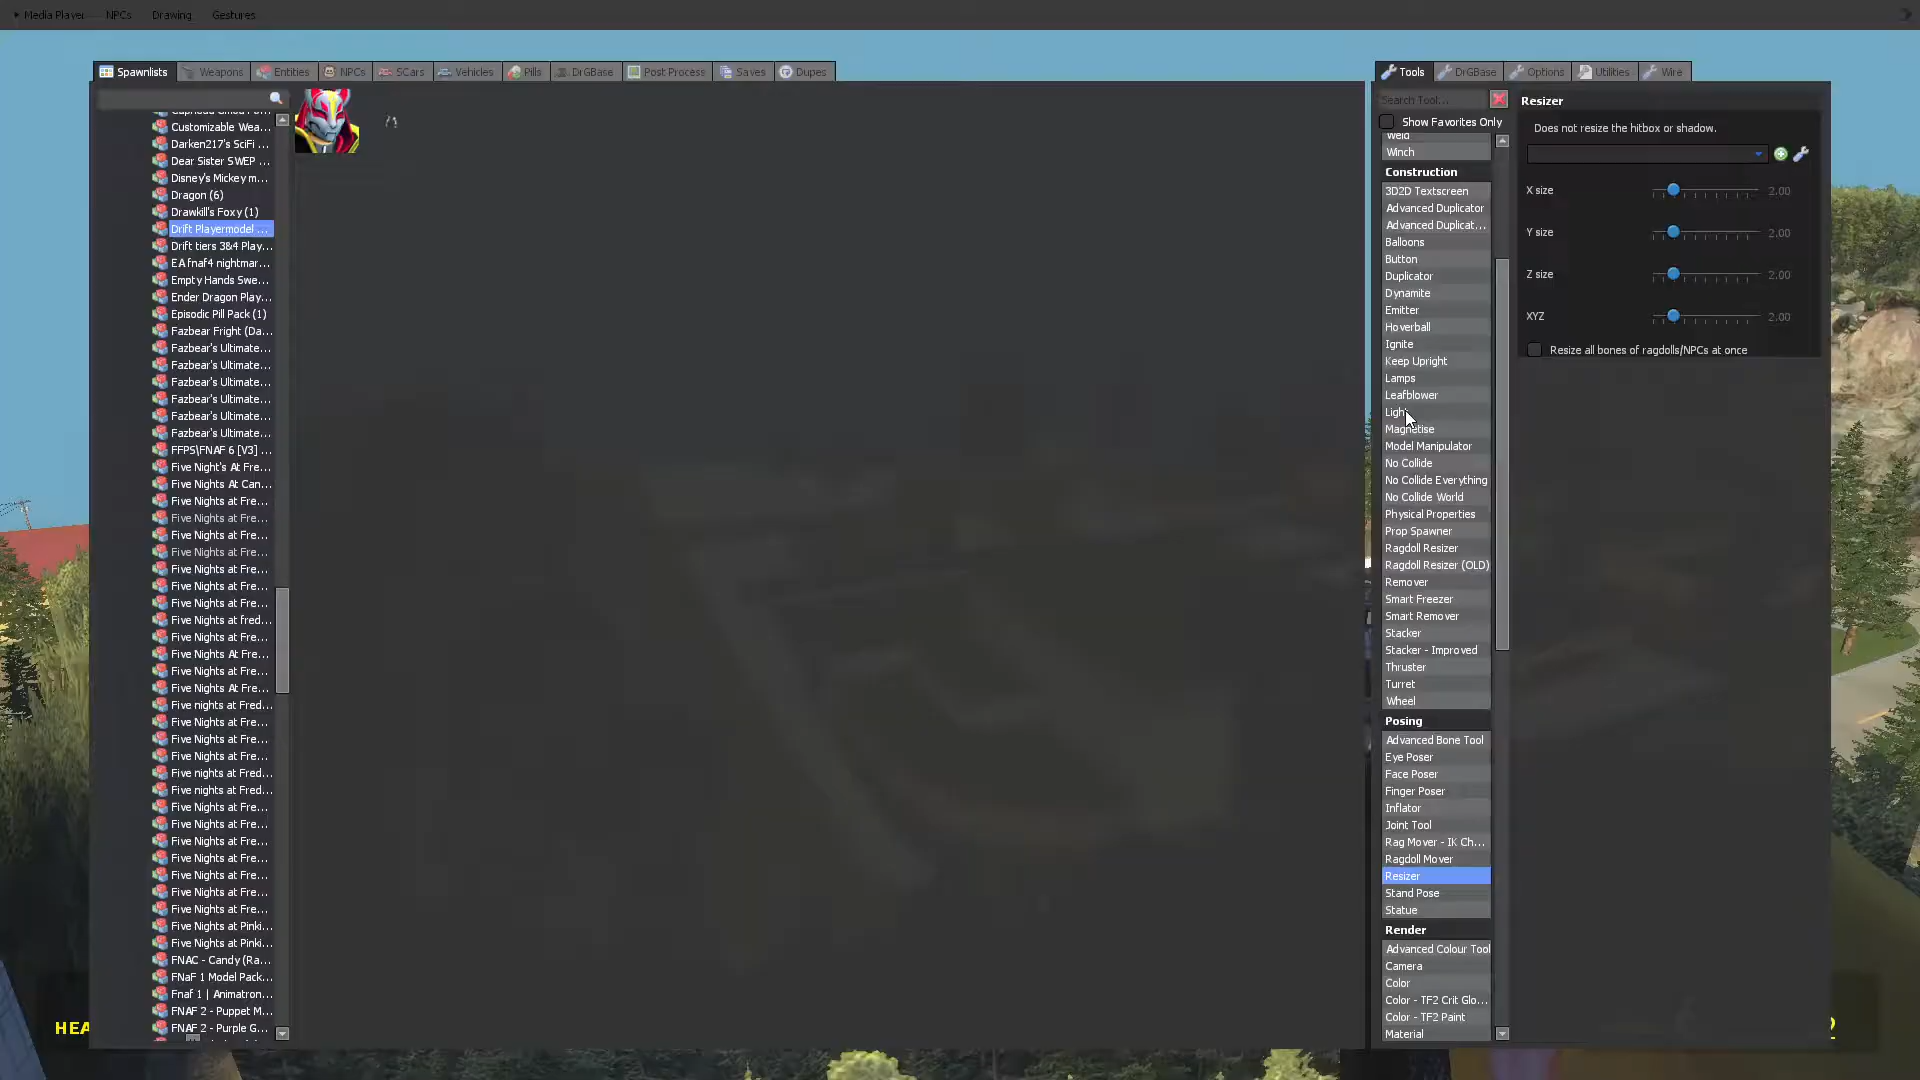 Media Player
NPCs
Drawing
Gestures
Spawnlists
Weapons
Entities
NPCs
SCars
Vehicles
Pills
DrGBase
Post Process
Saves
Dupes
Customizable Wea...
Darken217's SciFi ...
Dear Sister SWEP ...
Disney's Mickey m...
Dragon (6)
Drawkill's Foxy (1)
Drift Playermodel ...
Drift tiers 3&4 Play...
EA fnaf4 nightmar...
Empty Hands Swe...
Ender Dragon Play...
Episodic Pill Pack (1)
Fazbear Fright (Da...
Fazbear's Ultimate...
Fazbear's Ultimate...
Fazbear's Ultimate...
Fazbear's Ultimate...
Fazbear's Ultimate...
Fazbear's Ultimate...
FFPS\FNAF 6 [V3] ...
Five Night's At Fre...
Five Nights At Can...
Five Nights at Fre...
Five Nights at Fre...
Five Nights at Fre...
Five Nights at Fre...
Five Nights at Fre...
Five Nights at Fre...
Five Nights at Fre...
Five Nights at fred...
Five Nights at Fre...
Five Nights At Fre...
Five Nights at Fre...
Five Nights At Fre...
Five nights at Fred...
Five Nights at Fre...
Five Nights at Fre...
Five Nights at Fre...
Five nights at Fred...
Five nights at Fred...
Five Nights at Fre...
Five Nights at Fre...
Five Nights at Fre...
Five Nights at Fre...
Five Nights at Fre...
Five Nights at Fre...
Five Nights at Fre...
Five Nights at Pinki...
Five Nights at Pinki...
FNAC - Candy (Ra...
FNaF 1 Model Pack...
Fnaf 1 | Animatron...
FNAF 2 - Puppet M...
FNAF 2 - Purple G...
HEA
Tools
DrGBase
Options
Utilities
Wire
Search Tool...
Show Favorites Only
Weld
Winch
Construction
3D2D Textscreen
Advanced Duplicator
Advanced Duplicat...
Balloons
Button
Duplicator
Dynamite
Emitter
Hoverball
Ignite
Keep Upright
Lamps
Leafblower
Light
Magnetise
Model Manipulator
No Collide
No Collide Everything
No Collide World
Physical Properties
Prop Spawner
Ragdoll Resizer
Ragdoll Resizer (OLD)
Remover
Smart Freezer
Smart Remover
Stacker
Stacker - Improved
Thruster
Turret
Wheel
Posing
Advanced Bone Tool
Eye Poser
Face Poser
Finger Poser
Inflator
Joint Tool
Rag Mover - IK Ch...
Ragdoll Mover
Resizer
Stand Pose
Statue
Render
Advanced Colour Tool
Camera
Color
Color - TF2 Crit Glo...
Color - TF2 Paint
Material
Resizer
Does not resize the hitbox or shadow.
X size 2.00
Y size 2.00
Z size 2.00
XYZ 2.00
Resize all bones of ragdolls/NPCs at once